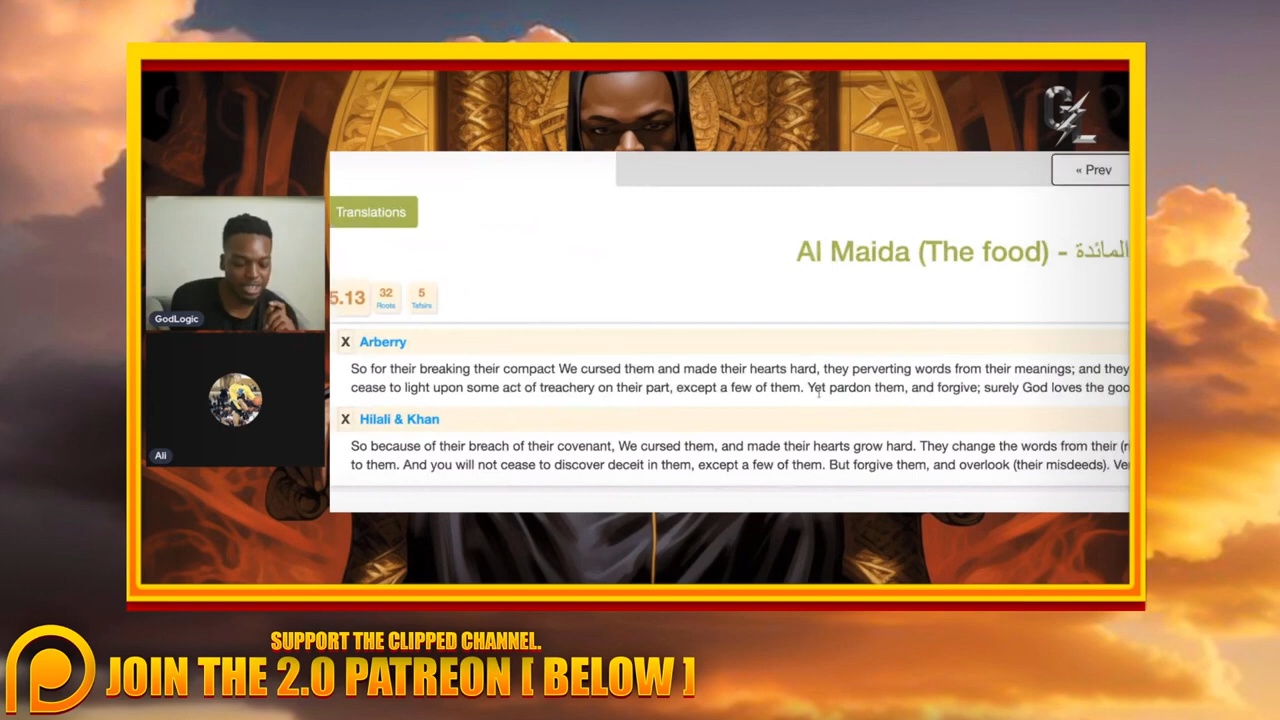 « Prev
Translations
Al Maida (The food) - المائدة
5.13
32
Roots
5
Tafsirs
X Arberry
So for their breaking their compact We cursed them and made their hearts hard, they perverting words from their meanings; and they
cease to light upon some act of treachery on their part, except a few of them. Yet pardon them, and forgive; surely God loves the
X Hilali & Khan
So because of their breach of their covenant, We cursed them, and made their hearts grow hard. They change the words from their
to them. And you will not cease to discover deceit in them, except a few of them. But forgive them, and overlook (their misdeeds).
GodLogic
Ali
SUPPORT THE CLIPPED CHANNEL.
JOIN THE 2.0 PATREON [ BELOW ]